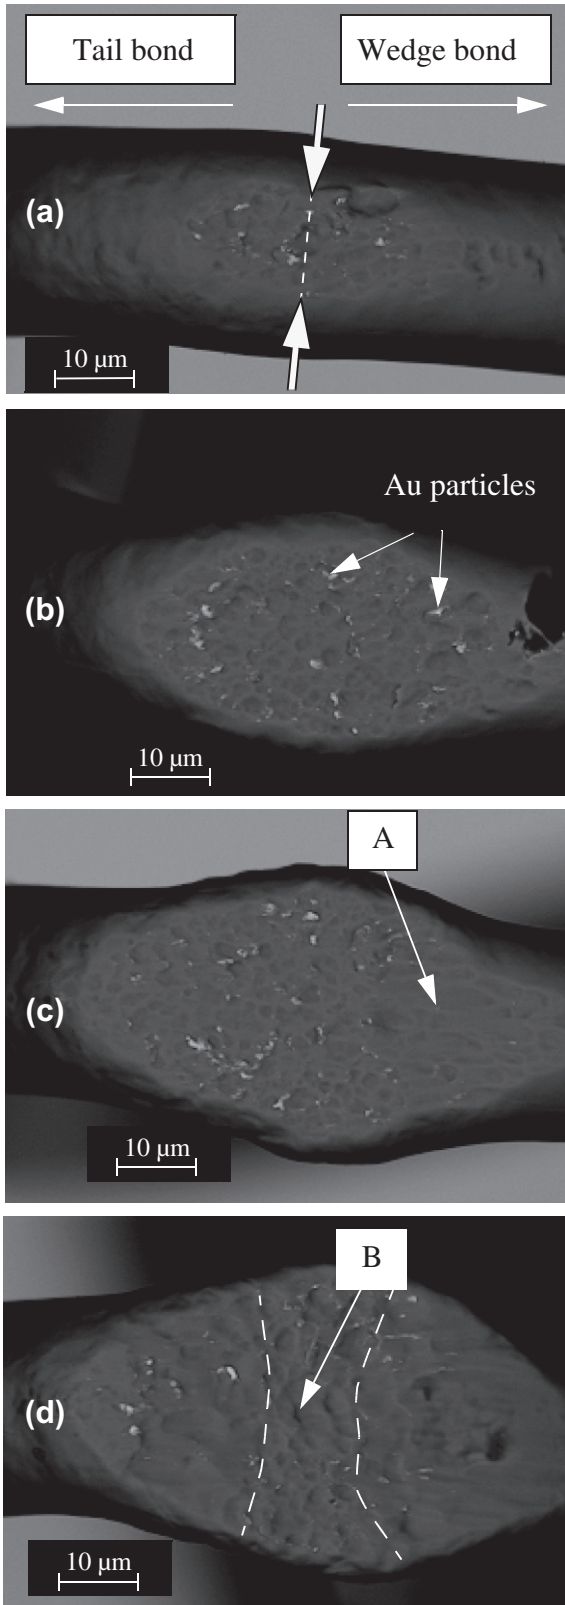 Tail bond
Wedge bond
(a)
10 µm
Au particles
(b)
10 µm
A
(c)
10 µm
B
(d)
10 µm